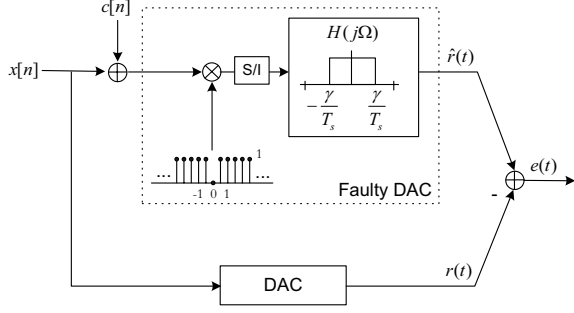 c[n]
x[n]
S/I
H(jΩ)
−γ/T_s γ/T_s
r̂(t)
... ... 1
-1 0 1
Faulty DAC
e(t)
-
DAC
r(t)